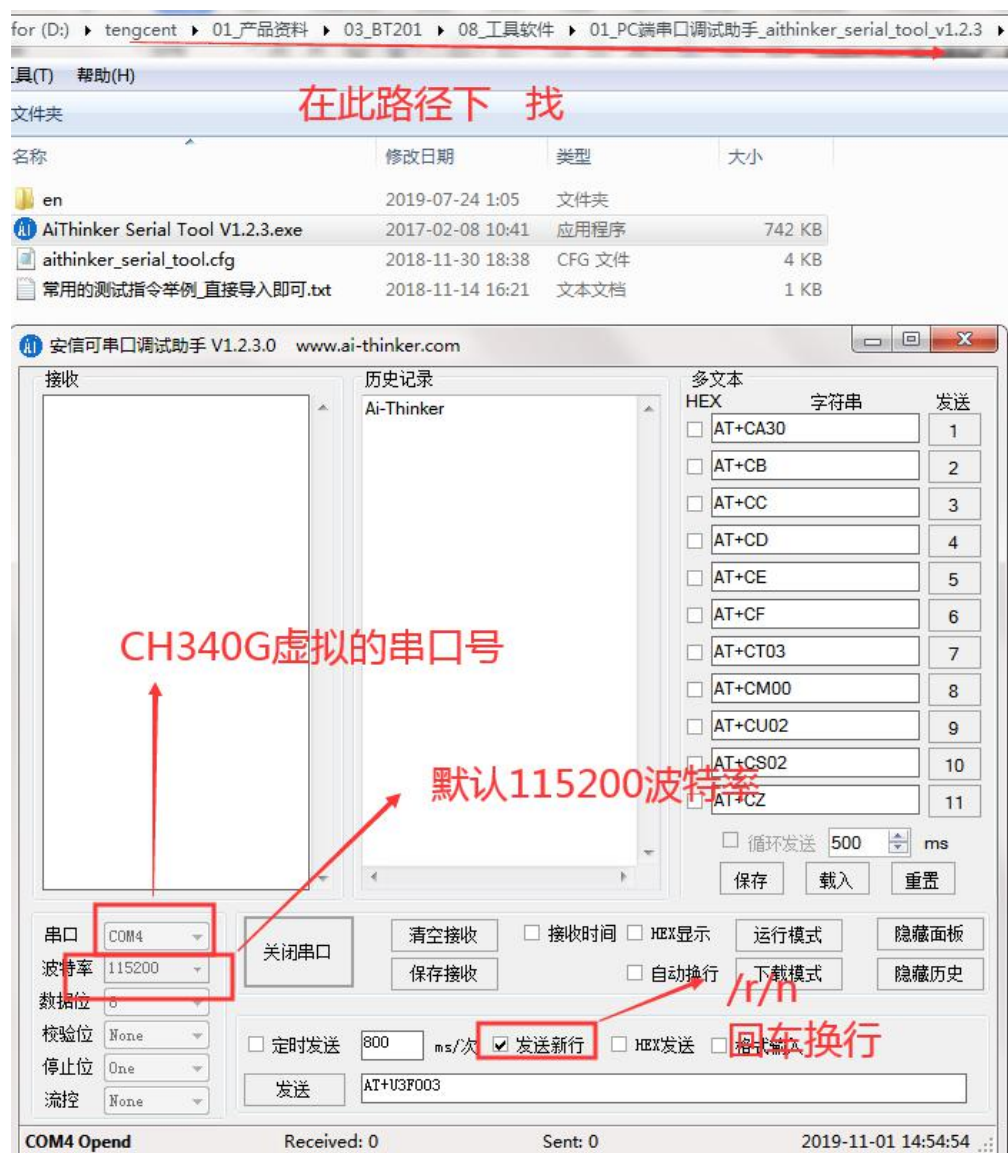 for (D:) ▸ tengcent ▸ 01_产品资料 ▸ 03_BT201 ▸ 08_工具软件 ▸ 01_PC端串口调试助手_aithinker_serial_tool_v1.2.3 ▸
具(T) 帮助(H)
在此路径下 找
文件夹
名称 修改日期 类型 大小
en 2019-07-24 1:05 文件夹
AiThinker Serial Tool V1.2.3.exe 2017-02-08 10:41 应用程序 742 KB
aithinker_serial_tool.cfg 2018-11-30 18:38 CFG 文件 4 KB
常用的测试指令举例_直接导入即可.txt 2018-11-14 16:21 文本文档 1 KB
安信可串口调试助手 V1.2.3.0 www.ai-thinker.com
接收 历史记录 多文本
HEX 字符串 发送
Ai-Thinker
AT+CA30 1
AT+CB 2
AT+CC 3
AT+CD 4
AT+CE 5
AT+CF 6
CH340G虚拟的串口号
AT+CT03 7
AT+CM00 8
AT+CU02 9
AT+CS02 10
默认115200波特率
AT+CZ 11
循环发送 500 ms
保存 载入 重置
串口 COM4 关闭串口 清空接收 接收时间 HEX显示 运行模式 隐藏面板
波特率 115200 保存接收 自动换行 下载模式 隐藏历史
数据位 8
/r/n
回车换行
校验位 None 定时发送 800 ms/次 发送新行 HEX发送 格式输入
停止位 One 发送 AT+U3F003
流控 None
COM4 Opend Received: 0 Sent: 0 2019-11-01 14:54:54